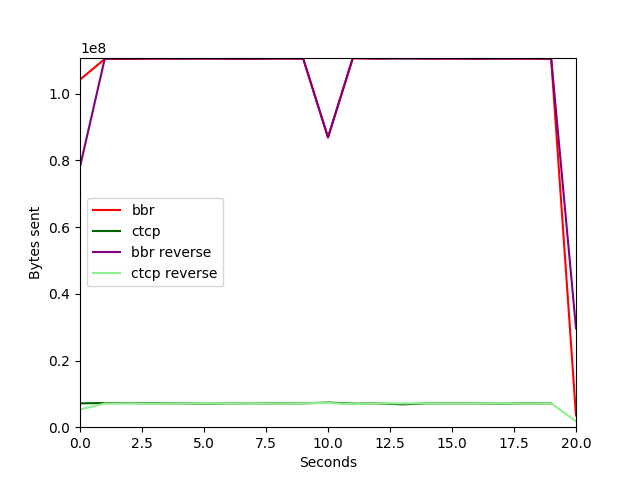 1e8
1.0
0.8
0.6
0.4
0.2
0.0
Bytes sent
bbr
ctcp
bbr reverse
ctcp reverse
0.0 2.5 5.0 7.5 10.0 12.5 15.0 17.5 20.0
Seconds